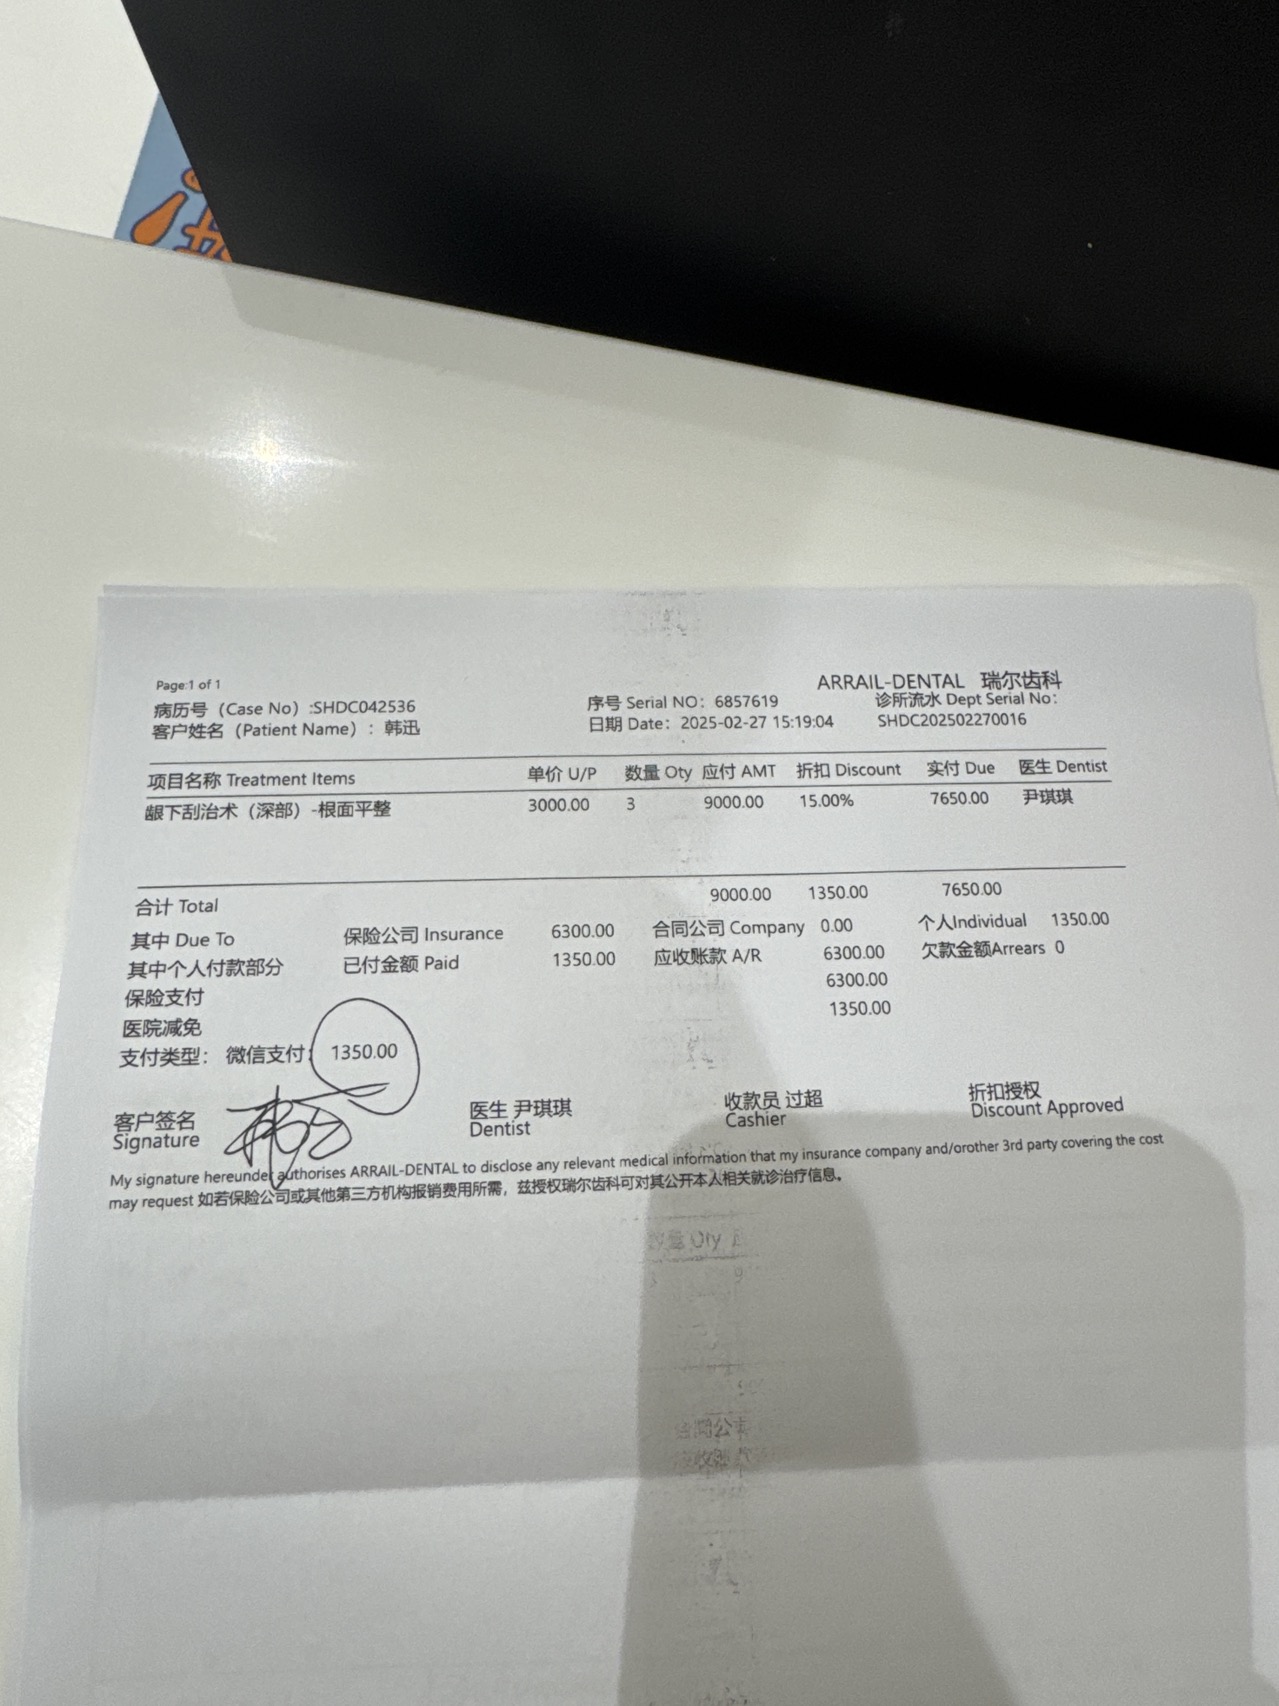 Page:1 of 1
ARRAIL-DENTAL 瑞尔齿科
病历号（Case No）:SHDC042536 序号 Serial NO：6857619 诊所流水 Dept Serial No:
客户姓名（Patient Name）：韩迅 日期 Date：2025-02-27 15:19:04 SHDC202502270016
项目名称 Treatment Items 单价 U/P 数量 Qty 应付 AMT 折扣 Discount 实付 Due 医生 Dentist
龈下刮治术（深部）-根面平整 3000.00 3 9000.00 15.00% 7650.00 尹琪琪
合计 Total 9000.00 1350.00 7650.00
其中 Due To 保险公司 Insurance 6300.00 合同公司 Company 0.00 个人Individual 1350.00
其中个人付款部分 已付金额 Paid 1350.00 应收账款 A/R 6300.00 欠款金额Arrears 0
保险支付 6300.00
医院减免 1350.00
支付类型： 微信支付: 1350.00
客户签名 医生 尹琪琪 收款员 过超 折扣授权
Signature Dentist Cashier Discount Approved
My signature hereunder authorises ARRAIL-DENTAL to disclose any relevant medical information that my insurance company and/orother 3rd party covering the cost
may request 如若保险公司或其他第三方机构报销费用所需，兹授权瑞尔齿科可对其公开本人相关就诊治疗信息。